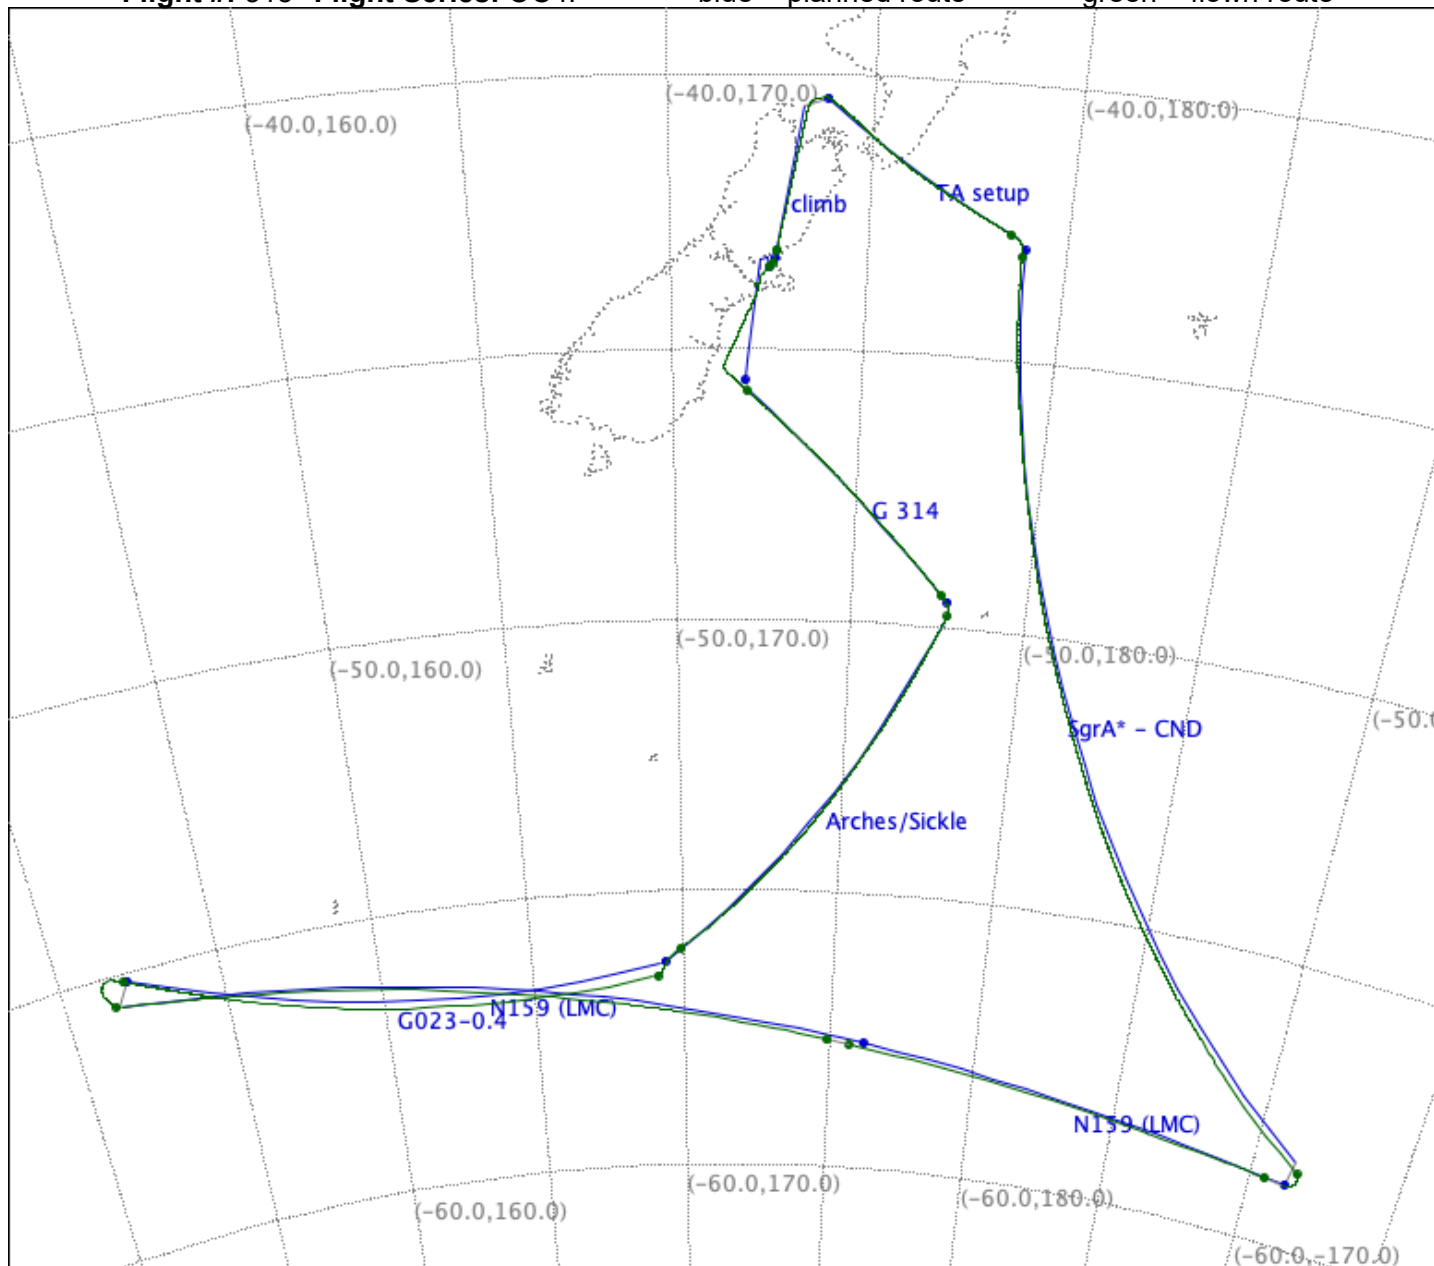 (-40.0,170.0)
(-40.0,180.0)
(-40.0,160.0)
TA setup
climb
G 314
(-50.0,170.0)
(-50.0,180.0)
(-50.0,160.0)
SgrA* - CND
Arches/Sickle
N159 (LMC)
G023-0.4
N159 (LMC)
(-60.0,170.0)
(-60.0,180.0)
(-60.0,160.0)
(-60.0,-170.0)